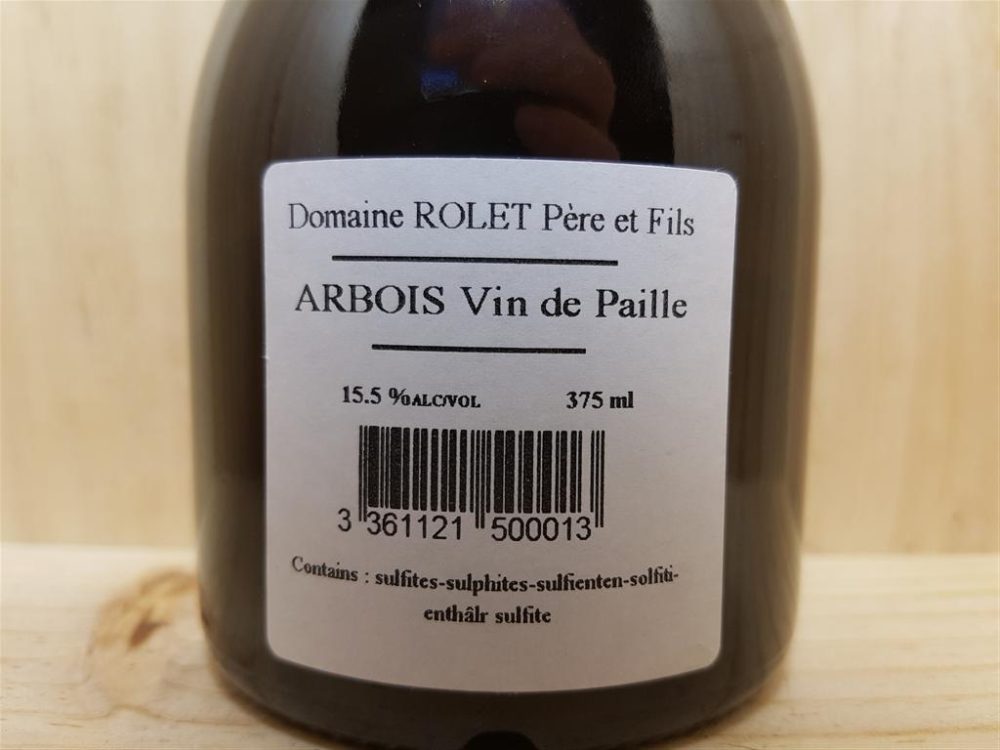 Domaine ROLET Père et Fils
ARBOIS Vin de Paille
15.5 %ALC/VOL 375 ml
3 361121 500013
Contains : sulfites-sulphites-sulfienten-solfiti-
enthâlr sulfite